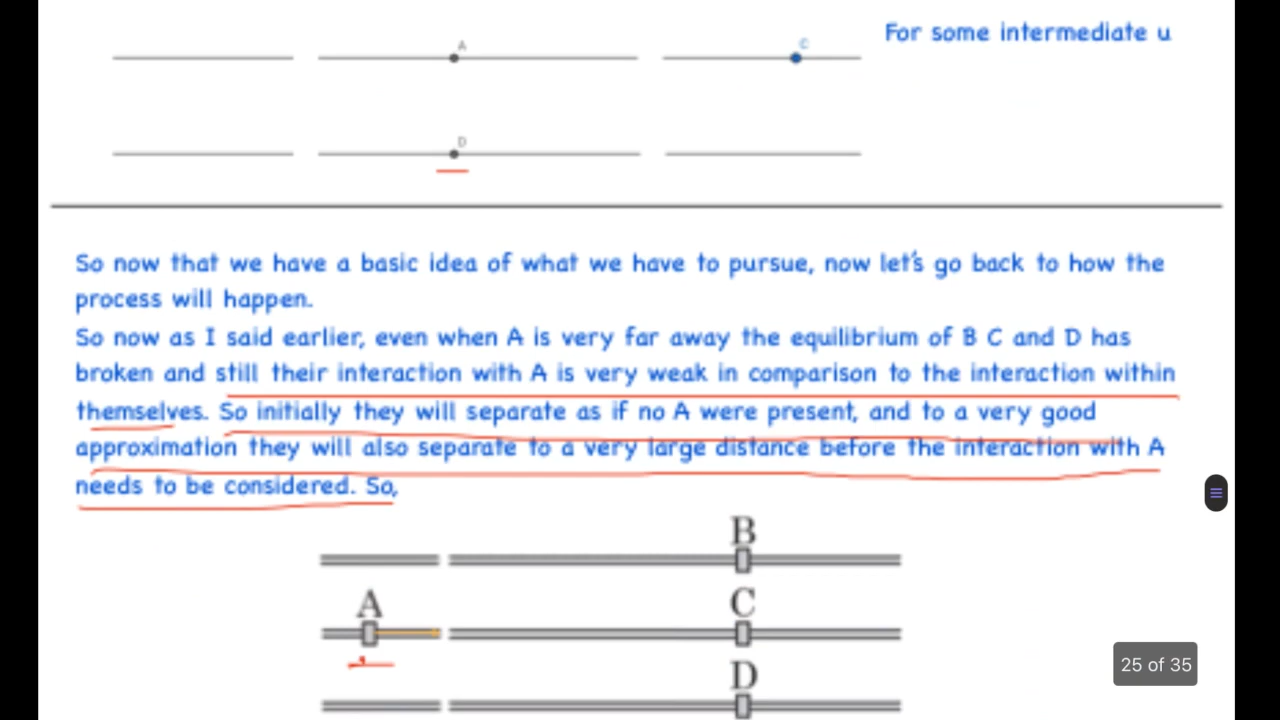 For some intermediate u
A
C
D
So now that we have a basic idea of what we have to pursue, now let's go back to how the
process will happen.
So now as I said earlier, even when A is very far away the equilibrium of B C and D has
broken and still their interaction with A is very weak in comparison to the interaction within
themselves. So initially they will separate as if no A were present, and to a very good
approximation they will also separate to a very large distance before the interaction with A
needs to be considered. So,
B
A
C
D
25 of 35